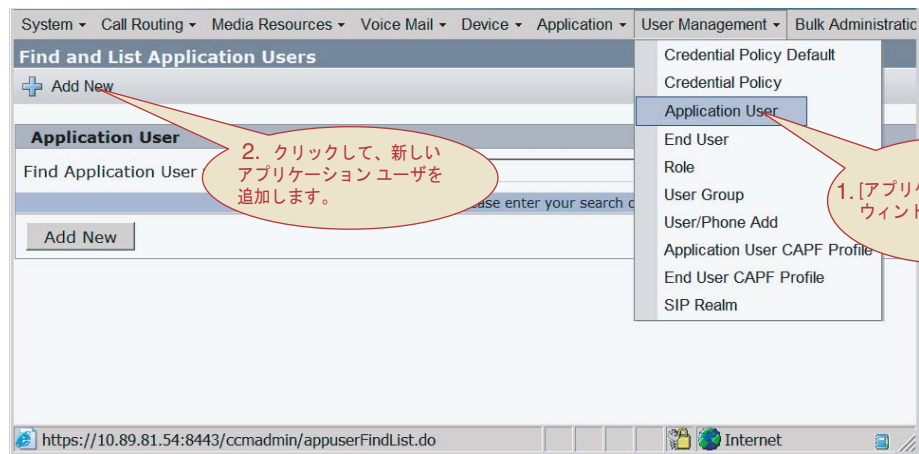 System Call Routing Media Resources Voice Mail Device Application User Management Bulk
Find and List Application Users
Add New
Application User
Find Application User
enter your search
Add New
Credential Policy Default
Credential Policy
Application User
End User
Role
User Group
User/Phone Add
Application User CAPF Profile
End User CAPF Profile
SIP Realm
2. クリックして、新しい
アプリケーション ユーザを
追加します。
1. [アプリ
ウィン
https://10.89.81.54:8443/ccmadmin/appuserFindList.do
Internet